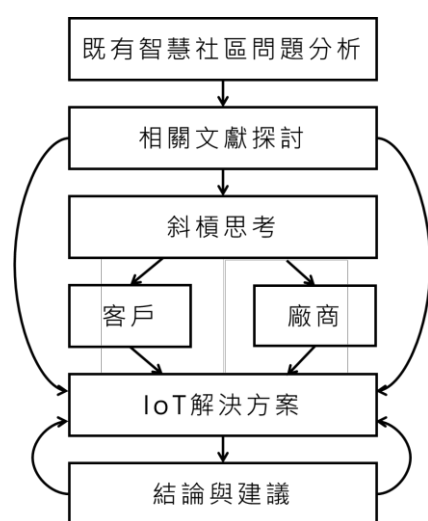 既有智慧社區問題分析
相關文獻探討
斜槓思考
客戶
廠商
IoT解決方案
結論與建議